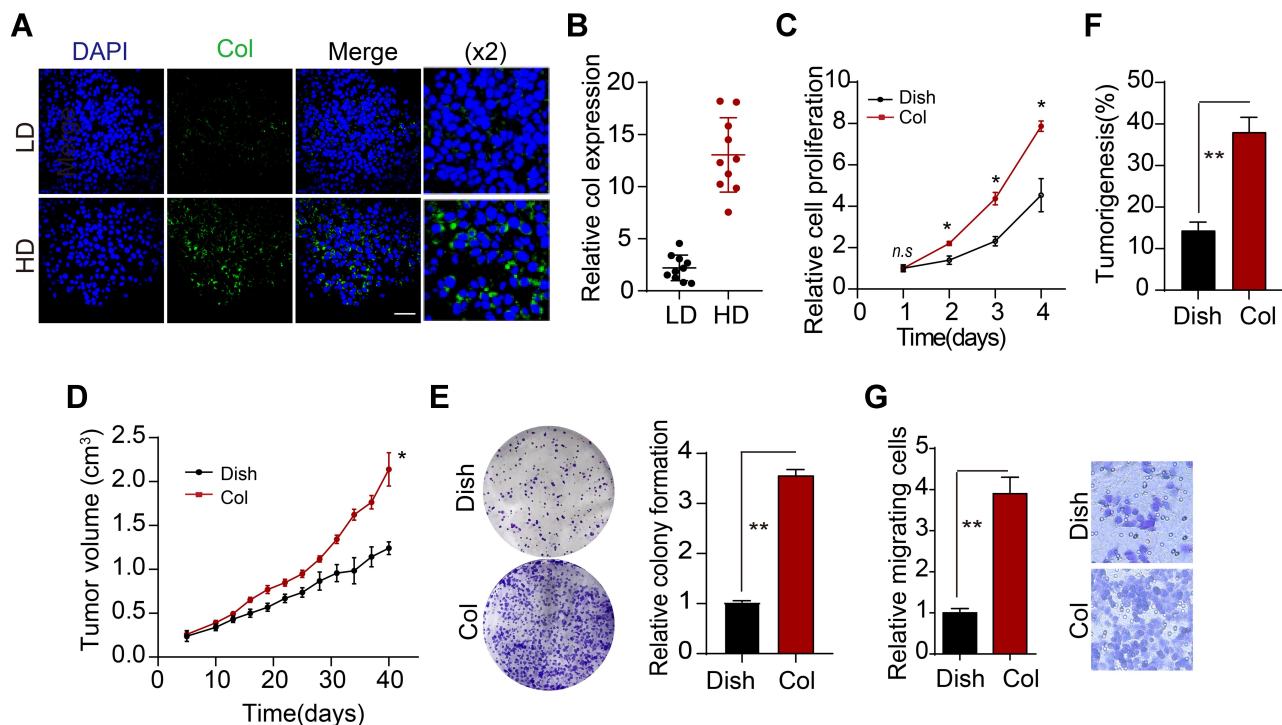 A
DAPI
Col
Merge
(x2)
LD
HD
B
Relative col expression
20
15
10
5
0
LD
HD
C
Relative cell proliferation
10
8
6
4
2
0
Dish
Col
n.s
*
*
*
0
1
2
3
4
Time(days)
F
Tumorigenesis(%)
50
40
30
20
10
0
**
Dish
Col
D
Tumor volume (cm³)
2.5
2.0
1.5
1.0
0.5
0.0
Dish
Col
*
0
10
20
30
40
Time(days)
E
Dish
Col
Relative colony formation
4
3
2
1
0
**
Dish
Col
G
Relative migrating cells
5
4
3
2
1
0
**
Dish
Col
Dish
Col